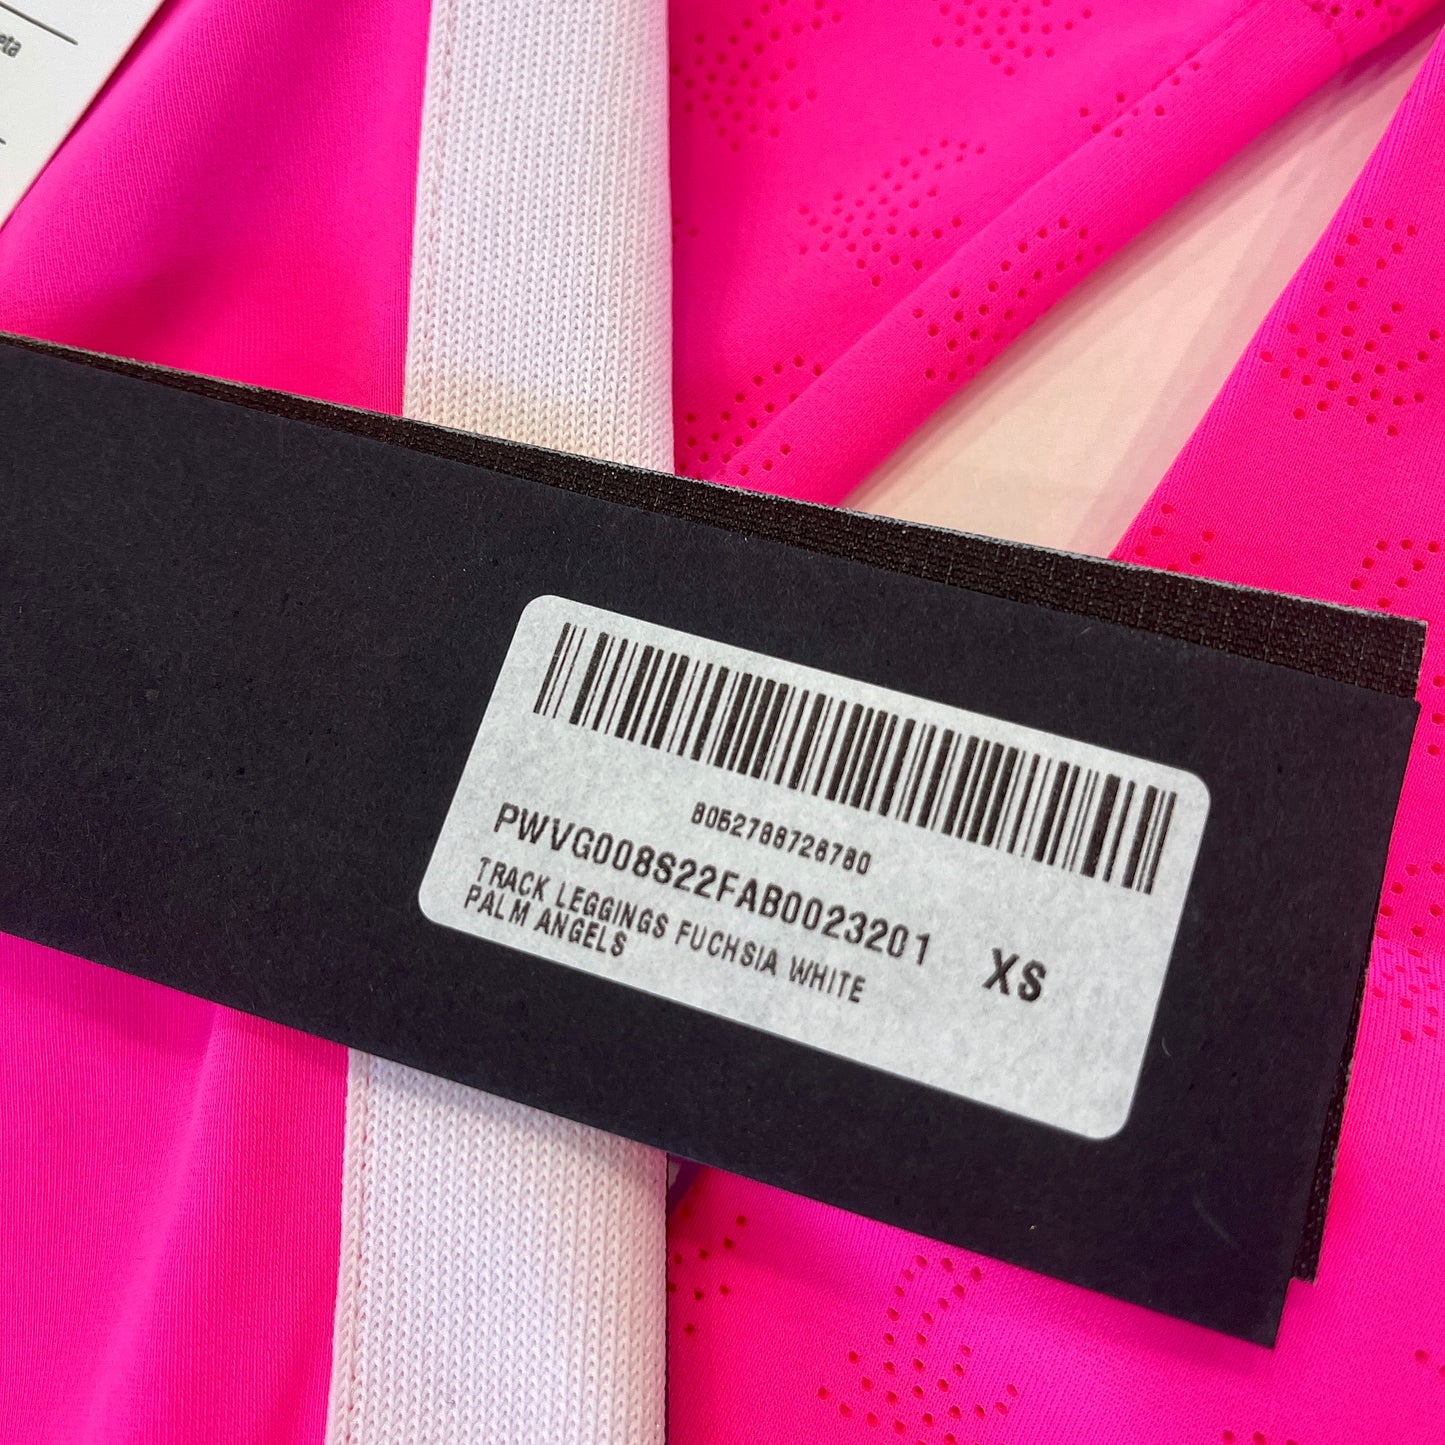 8052788728780
PWVG008S22FAB0023201 XS
TRACK LEGGINGS FUCHSIA WHITE
PALM ANGELS